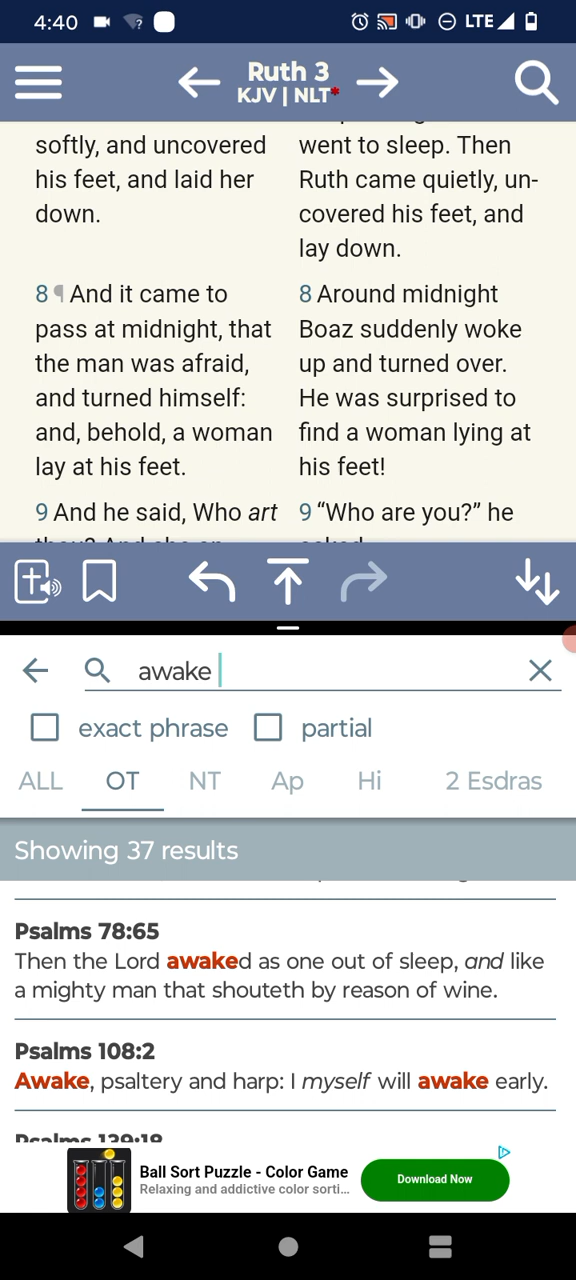 4:40
LTE
Ruth 3
KJV | NLT*
softly, and uncovered
his feet, and laid her
down.
went to sleep. Then
Ruth came quietly, un-
covered his feet, and
lay down.
8 ¶ And it came to
pass at midnight, that
the man was afraid,
and turned himself:
and, behold, a woman
lay at his feet.
8 Around midnight
Boaz suddenly woke
up and turned over.
He was surprised to
find a woman lying at
his feet!
9 And he said, Who art
9 “Who are you?” he
awake
exact phrase
partial
ALL OT NT Ap Hi 2 Esdras
Showing 37 results
Psalms 78:65
Then the Lord awaked as one out of sleep, and like
a mighty man that shouteth by reason of wine.
Psalms 108:2
Awake, psaltery and harp: I myself will awake early.
Psalms 139:18
Ball Sort Puzzle - Color Game
Relaxing and addictive color sorti...
Download Now